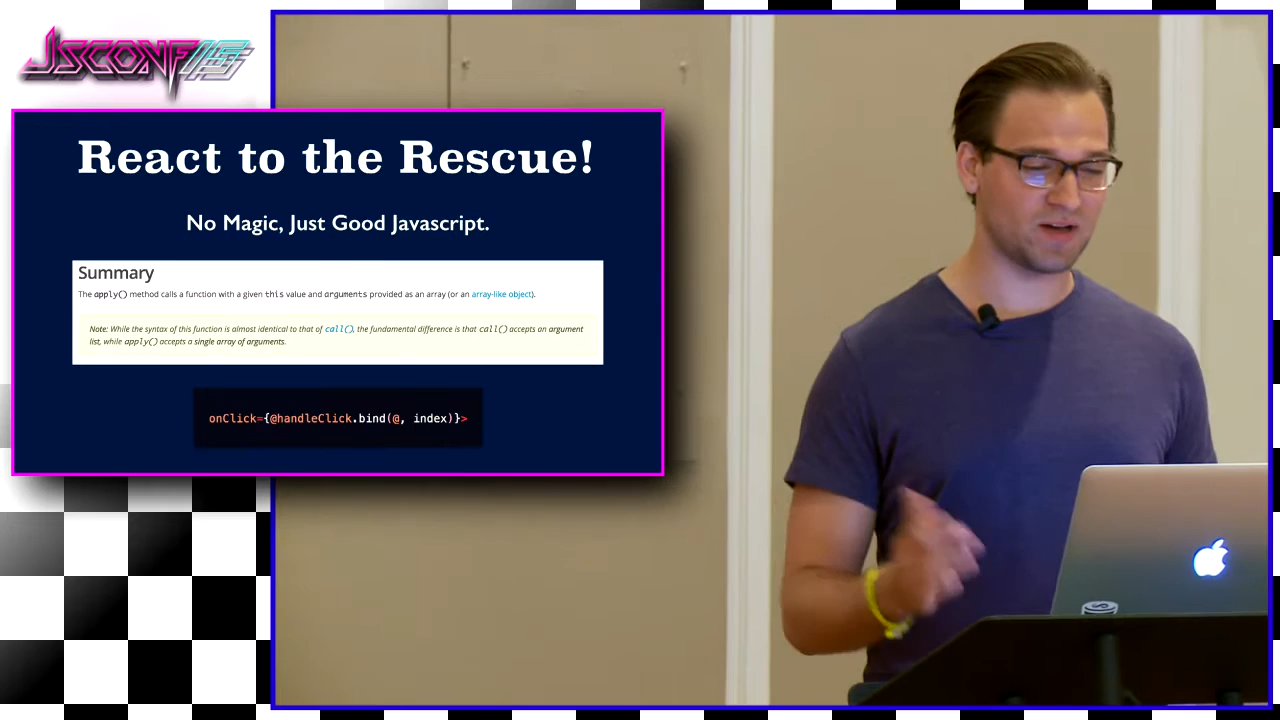 JSCONF15
React to the Rescue!
No Magic, Just Good Javascript.
Summary
The apply() method calls a function with a given this value and arguments provided as an array (or an array-like object).
Note: While the syntax of this function is almost identical to that of call(), the fundamental difference is that call() accepts an argument
list, while apply() accepts a single array of arguments.
onClick={@handleClick.bind(@, index)}>